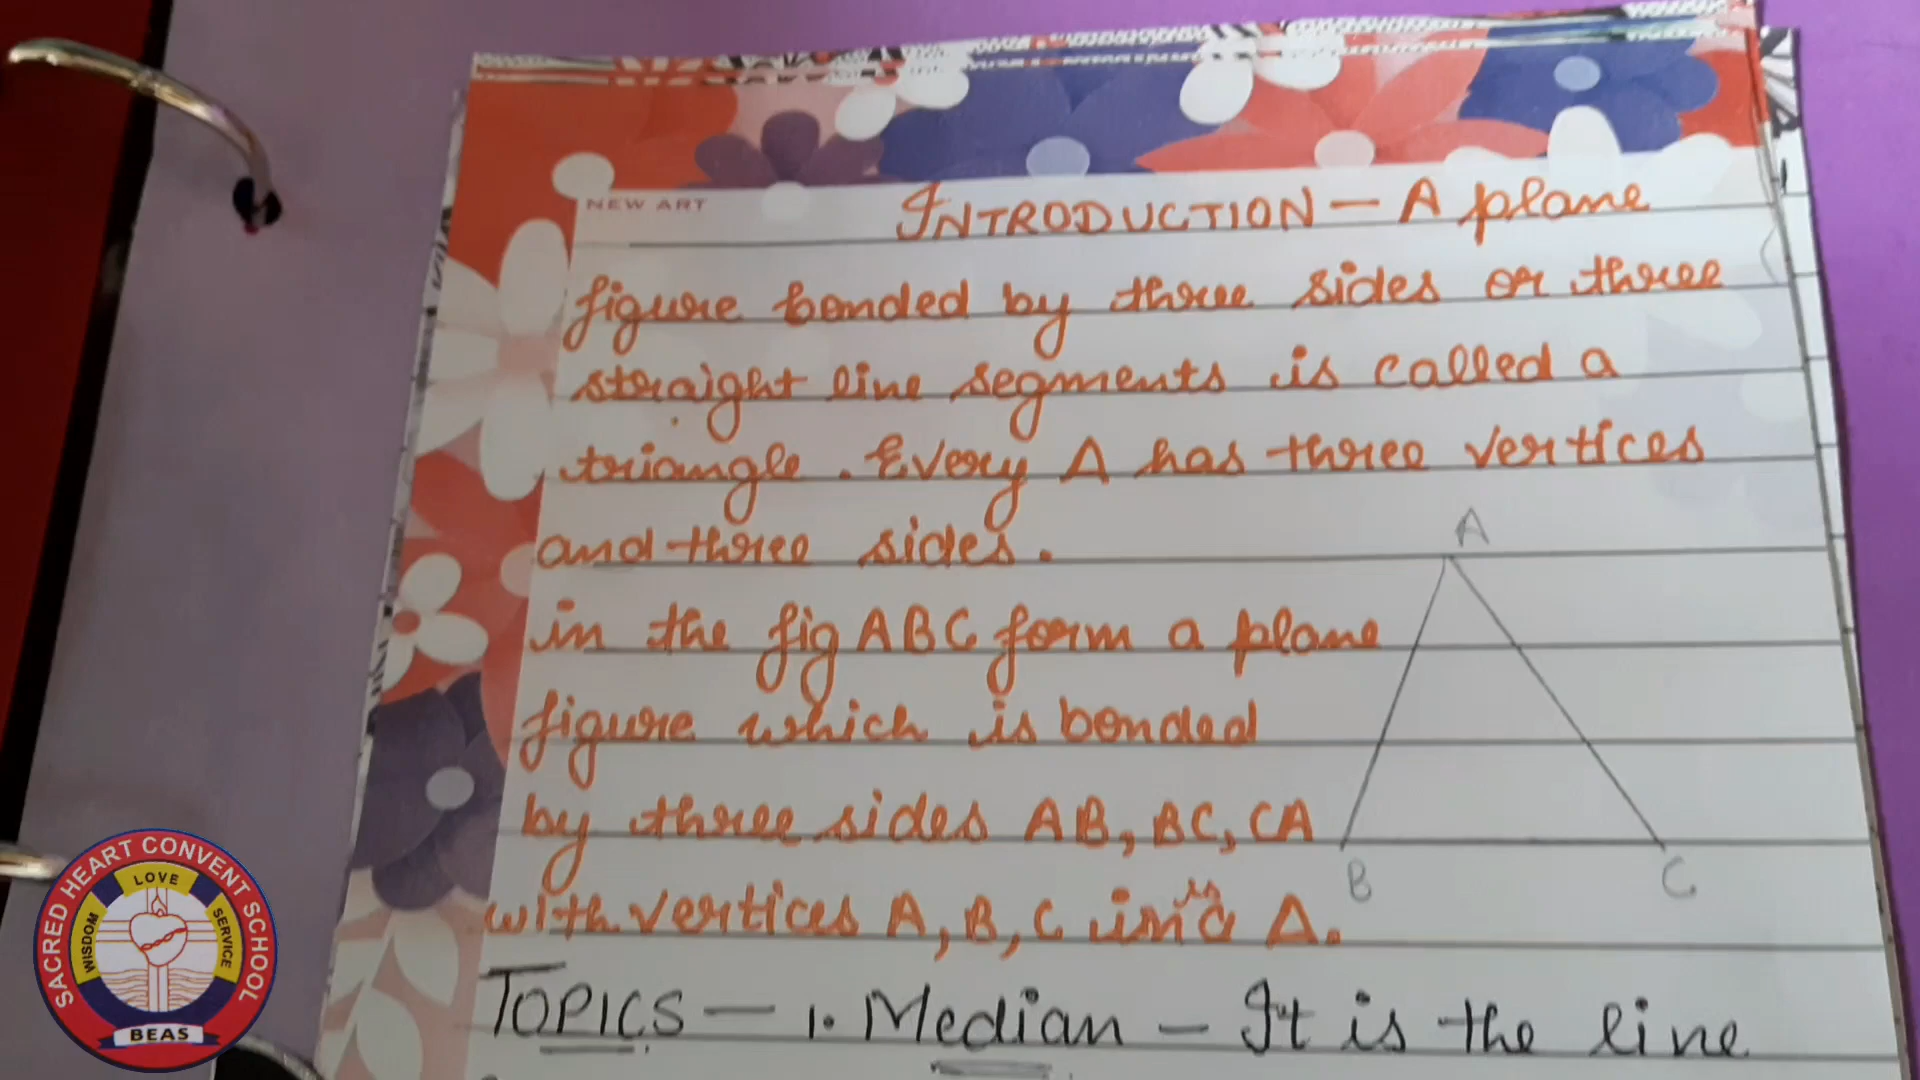 NEW ART
INTRODUCTION - A plane
figure bonded by three sides or three
straight line segments is called a
triangle. Every Δ has three vertices
and three sides.
in the fig ABC form a plane
figure which is bonded
by three sides AB, BC, CA
with vertices A, B, C is a Δ.
A
B
C
TOPICS - 1. Median - It is the line
SACRED HEART CONVENT SCHOOL
LOVE
WISDOM
SERVICE
BEAS